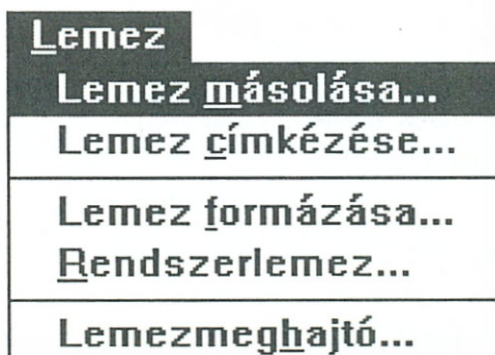 Lemez
Lemez másolása...
Lemez címkézése...
Lemez formázása...
Rendszerlemez...
Lemezmeghajtó...